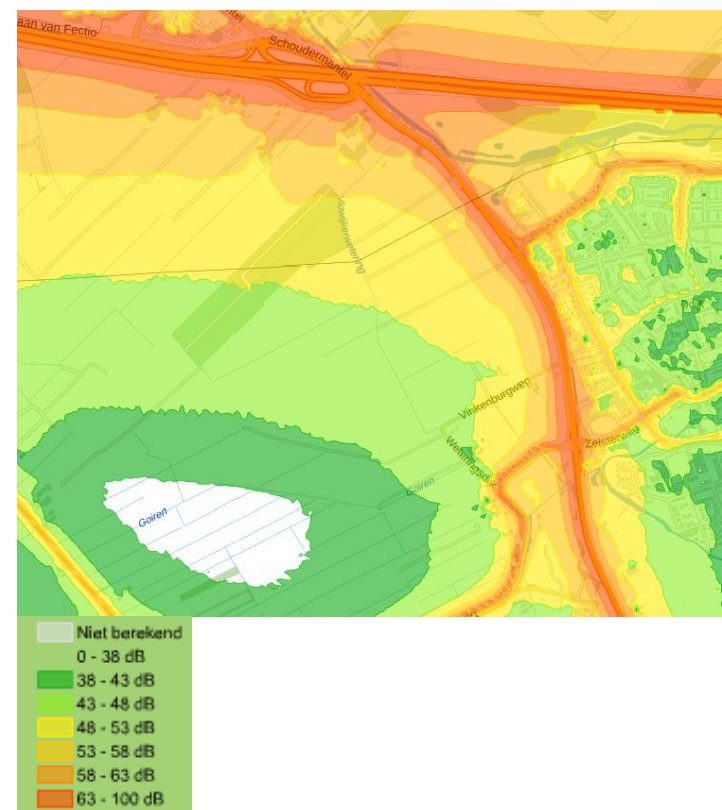 aan van Fectio
Schoudermantel
Vinkenburgweg
Zeisterweg
Weteringsdijk
Goiren
Goiren
Niet berekend
0 - 38 dB
38 - 43 dB
43 - 48 dB
48 - 53 dB
53 - 58 dB
58 - 63 dB
63 - 100 dB